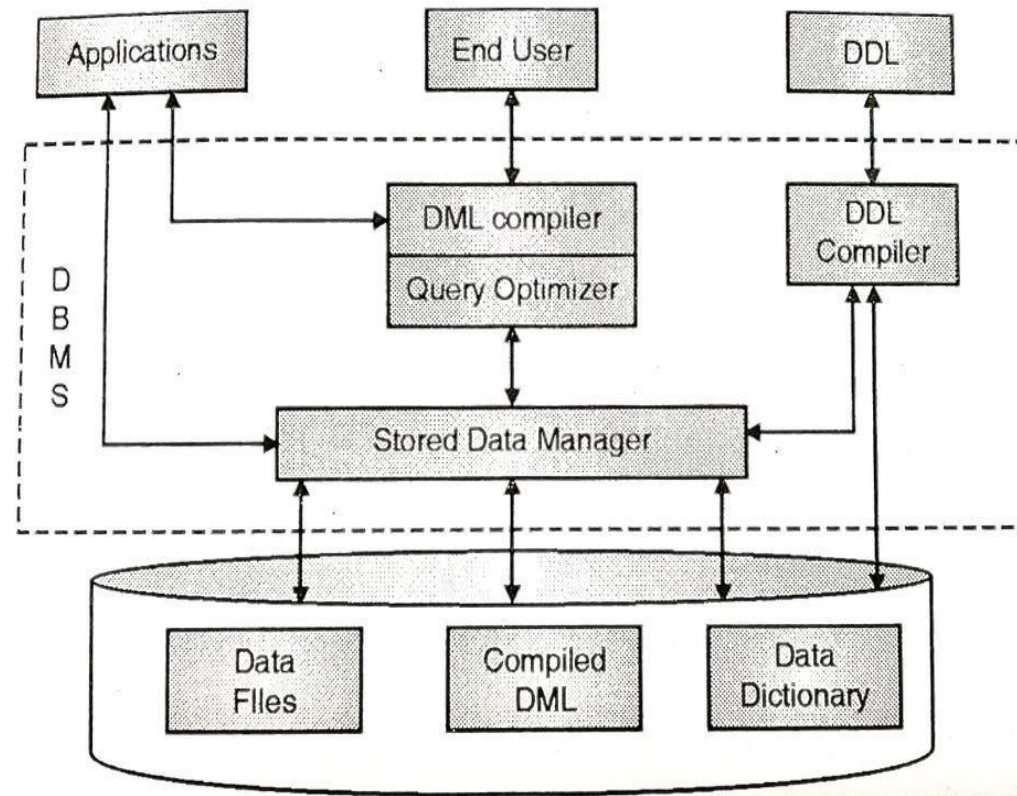 Applications
End User
DDL
DML compiler
Query Optimizer
DDL
Compiler
D
B
M
S
Stored Data Manager
Data
FIles
Compiled
DML
Data
Dictionary